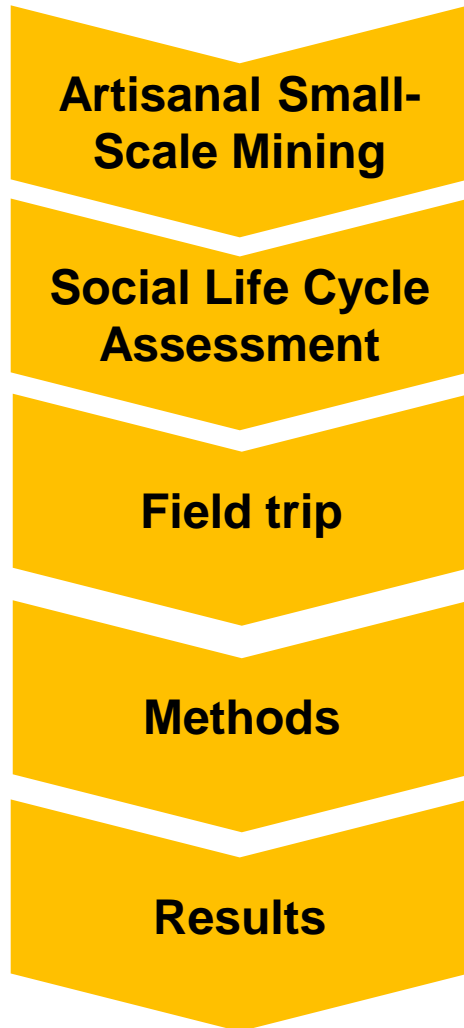 Artisanal Small-
Scale Mining
Social Life Cycle
Assessment
Field trip
Methods
Results